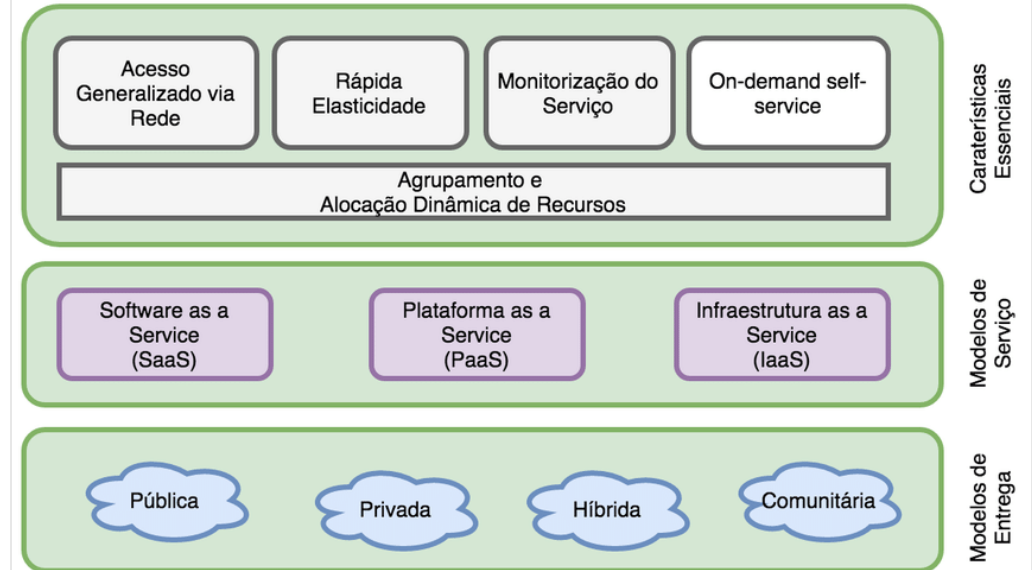 Acesso
Generalizado via
Rede
Rápida
Elasticidade
Monitorização do
Serviço
On-demand self-
service
Agrupamento e
Alocação Dinâmica de Recursos
Caraterísticas
Essenciais
Software as a
Service
(SaaS)
Plataforma as a
Service
(PaaS)
Infraestrutura as a
Service
(IaaS)
Modelos de
Serviço
Pública
Privada
Híbrida
Comunitária
Modelos de
Entrega